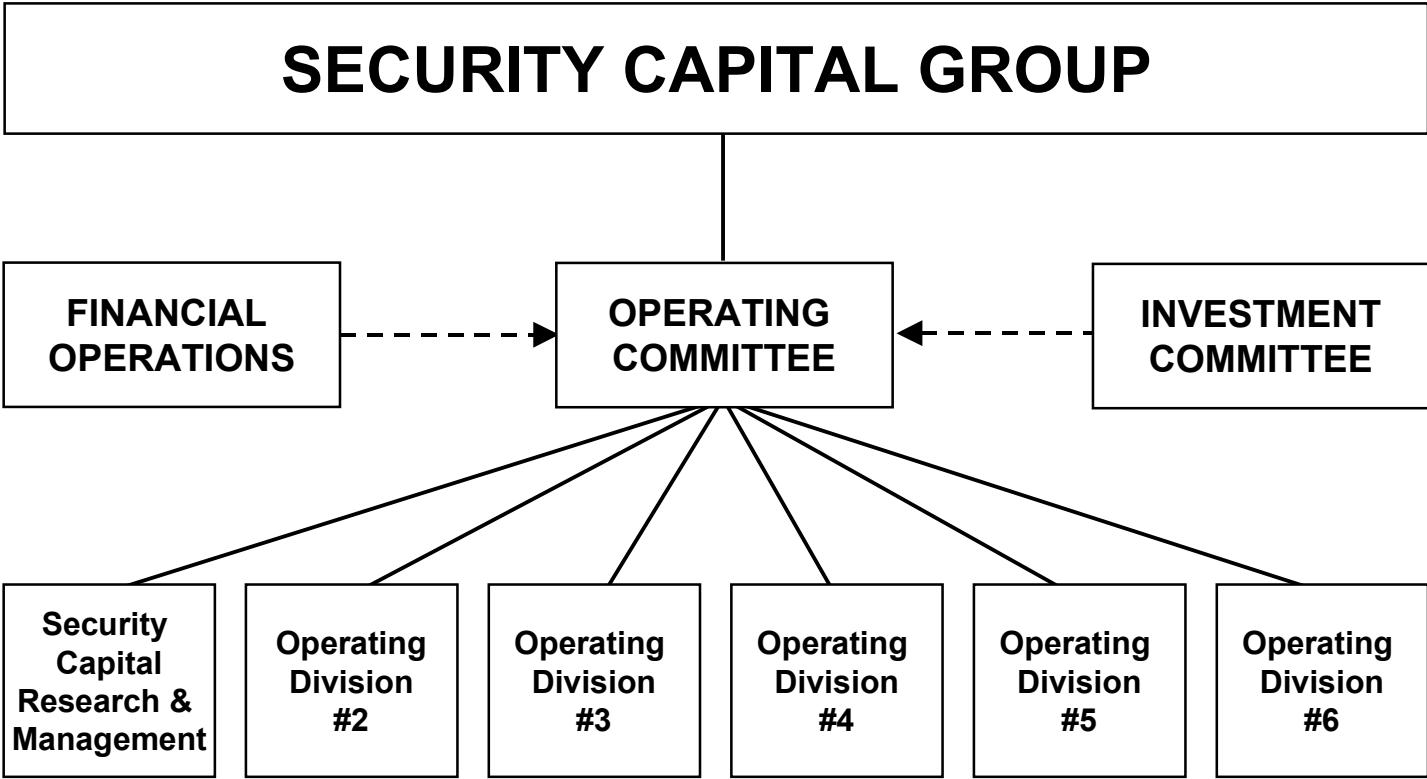 SECURITY CAPITAL GROUP
FINANCIAL
OPERATIONS
OPERATING
COMMITTEE
INVESTMENT
COMMITTEE
Security
Capital
Research &
Management
Operating
Division
#2
Operating
Division
#3
Operating
Division
#4
Operating
Division
#5
Operating
Division
#6